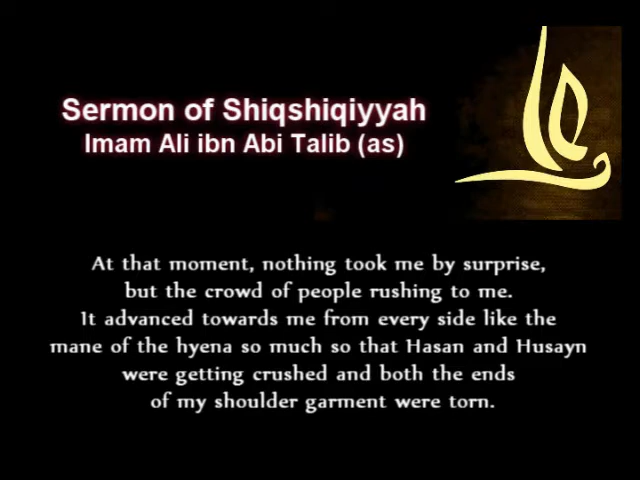 Sermon of Shiqshiqiyyah
Imam Ali ibn Abi Talib (as)
At that moment, nothing took me by surprise,
but the crowd of people rushing to me.
It advanced towards me from every side like the
mane of the hyena so much so that Hasan and Husayn
were getting crushed and both the ends
of my shoulder garment were torn.